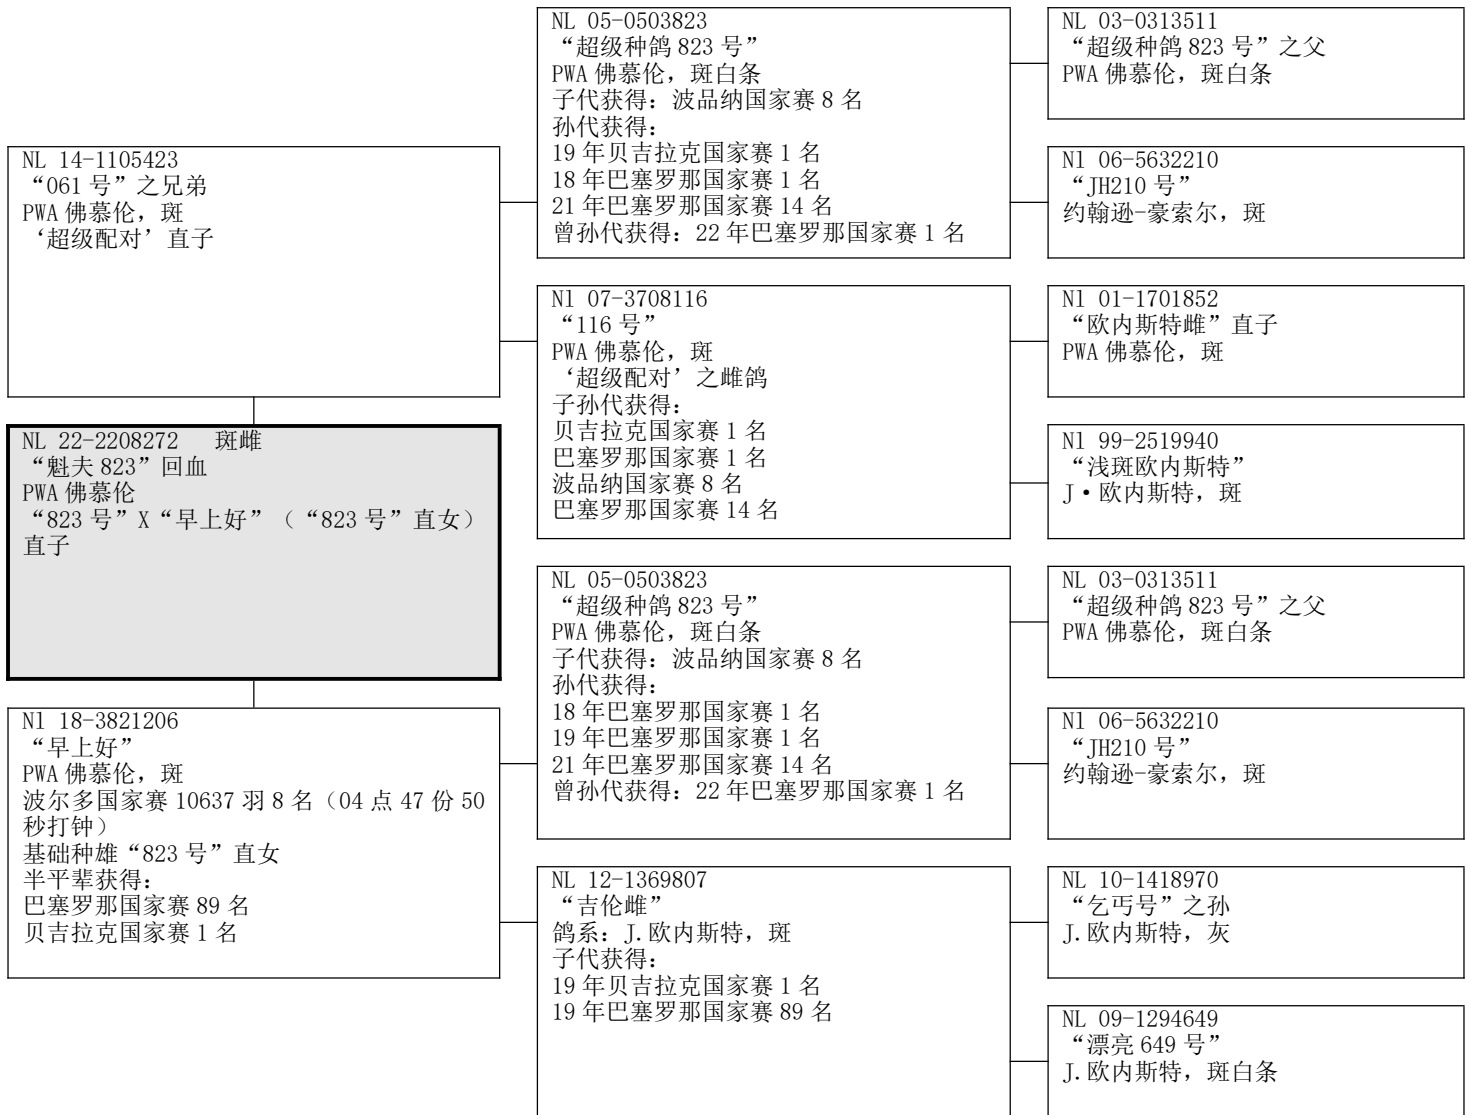 NL 14-1105423
“061 号”之兄弟
PWA 佛慕伦，斑
‘超级配对’直子
NL 22-2208272 斑雌
“魁夫 823”回血
PWA 佛慕伦
“823 号”X“早上好”（“823 号”直女）
直子
Nl 18-3821206
“早上好”
PWA 佛慕伦，斑
波尔多国家赛 10637 羽 8 名（04 点 47 份 50
秒打钟）
基础种雄“823 号”直女
半平辈获得：
巴塞罗那国家赛 89 名
贝吉拉克国家赛 1 名
NL 05-0503823
“超级种鸽 823 号”
PWA 佛慕伦，斑白条
子代获得：波品纳国家赛 8 名
孙代获得：
19 年贝吉拉克国家赛 1 名
18 年巴塞罗那国家赛 1 名
21 年巴塞罗那国家赛 14 名
曾孙代获得：22 年巴塞罗那国家赛 1 名
Nl 07-3708116
“116 号”
PWA 佛慕伦，斑
‘超级配对’之雌鸽
子孙代获得：
贝吉拉克国家赛 1 名
巴塞罗那国家赛 1 名
波品纳国家赛 8 名
巴塞罗那国家赛 14 名
NL 05-0503823
“超级种鸽 823 号”
PWA 佛慕伦，斑白条
子代获得：波品纳国家赛 8 名
孙代获得：
18 年巴塞罗那国家赛 1 名
19 年巴塞罗那国家赛 1 名
21 年巴塞罗那国家赛 14 名
曾孙代获得：22 年巴塞罗那国家赛 1 名
NL 12-1369807
“吉伦雌”
鸽系：J.欧内斯特，斑
子代获得：
19 年贝吉拉克国家赛 1 名
19 年巴塞罗那国家赛 89 名
NL 03-0313511
“超级种鸽 823 号”之父
PWA 佛慕伦，斑白条
Nl 06-5632210
“JH210 号”
约翰逊-豪索尔，斑
Nl 01-1701852
“欧内斯特雌”直子
PWA 佛慕伦，斑
Nl 99-2519940
“浅斑欧内斯特”
J·欧内斯特，斑
NL 03-0313511
“超级种鸽 823 号”之父
PWA 佛慕伦，斑白条
Nl 06-5632210
“JH210 号”
约翰逊-豪索尔，斑
NL 10-1418970
“乞丐号”之孙
J.欧内斯特，灰
NL 09-1294649
“漂亮 649 号”
J.欧内斯特，斑白条